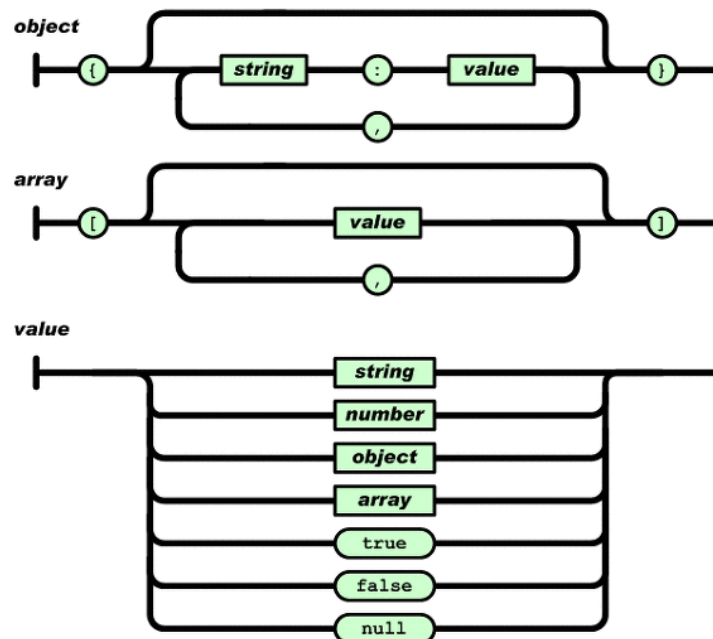 object
{ string : value }
,
array
[ value ]
,
value
string
number
object
array
true
false
null